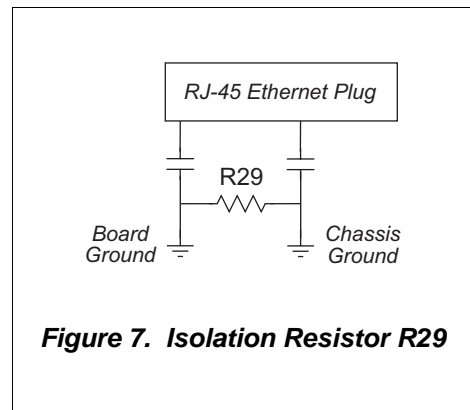 RJ-45 Ethernet Plug
R29
Board
Ground
Chassis
Ground
Figure 7. Isolation Resistor R29